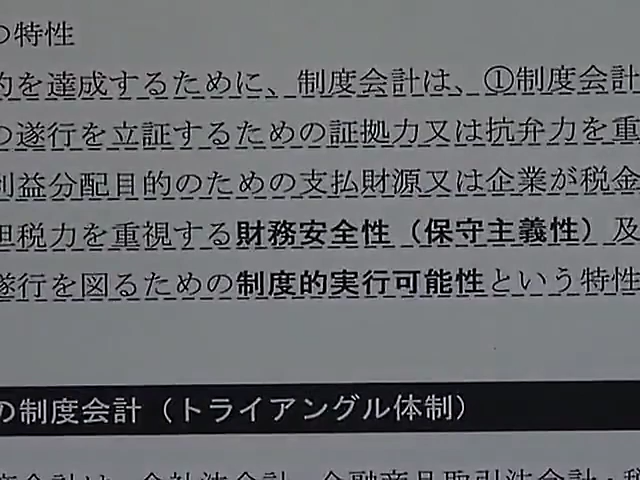 の特性
的を達成するために、制度会計は、①制度会計
の遂行を立証するための証拠力又は抗弁力を重
利益分配目的のための支払財源又は企業が税金
担税力を重視する財務安全性（保守主義性）及
遂行を図るための制度的実行可能性という特性
の制度会計（トライアングル体制）